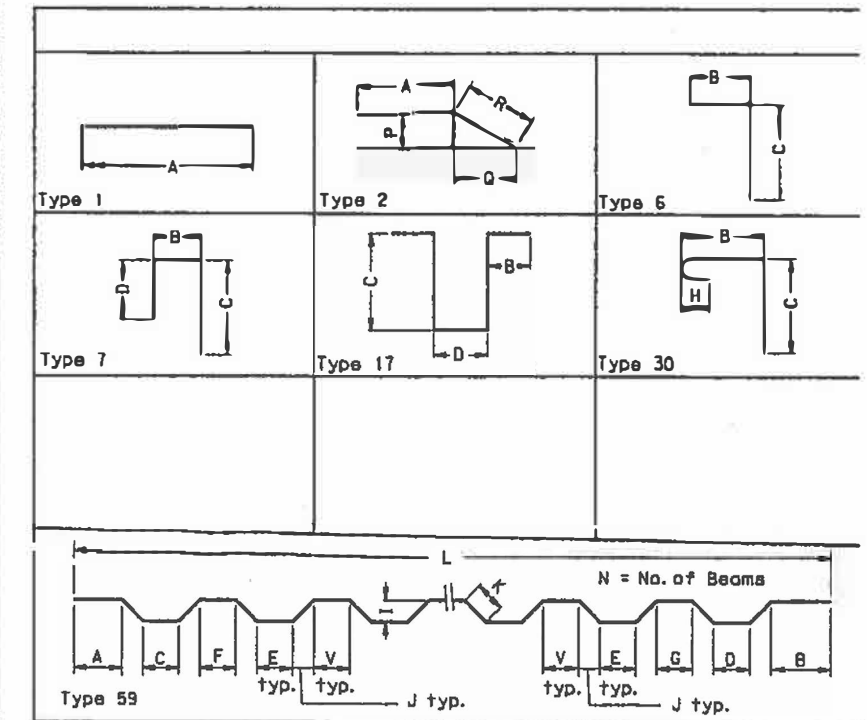 A
Type 1
A
R
P
Q
Type 2
B
C
Type 6
B
D
C
Type 7
C
B
D
Type 17
B
H
C
Type 30
L
N = No. of Beams
K
I
A C F E V V E G D B
typ. typ. typ. typ.
J typ. J typ.
Type 59